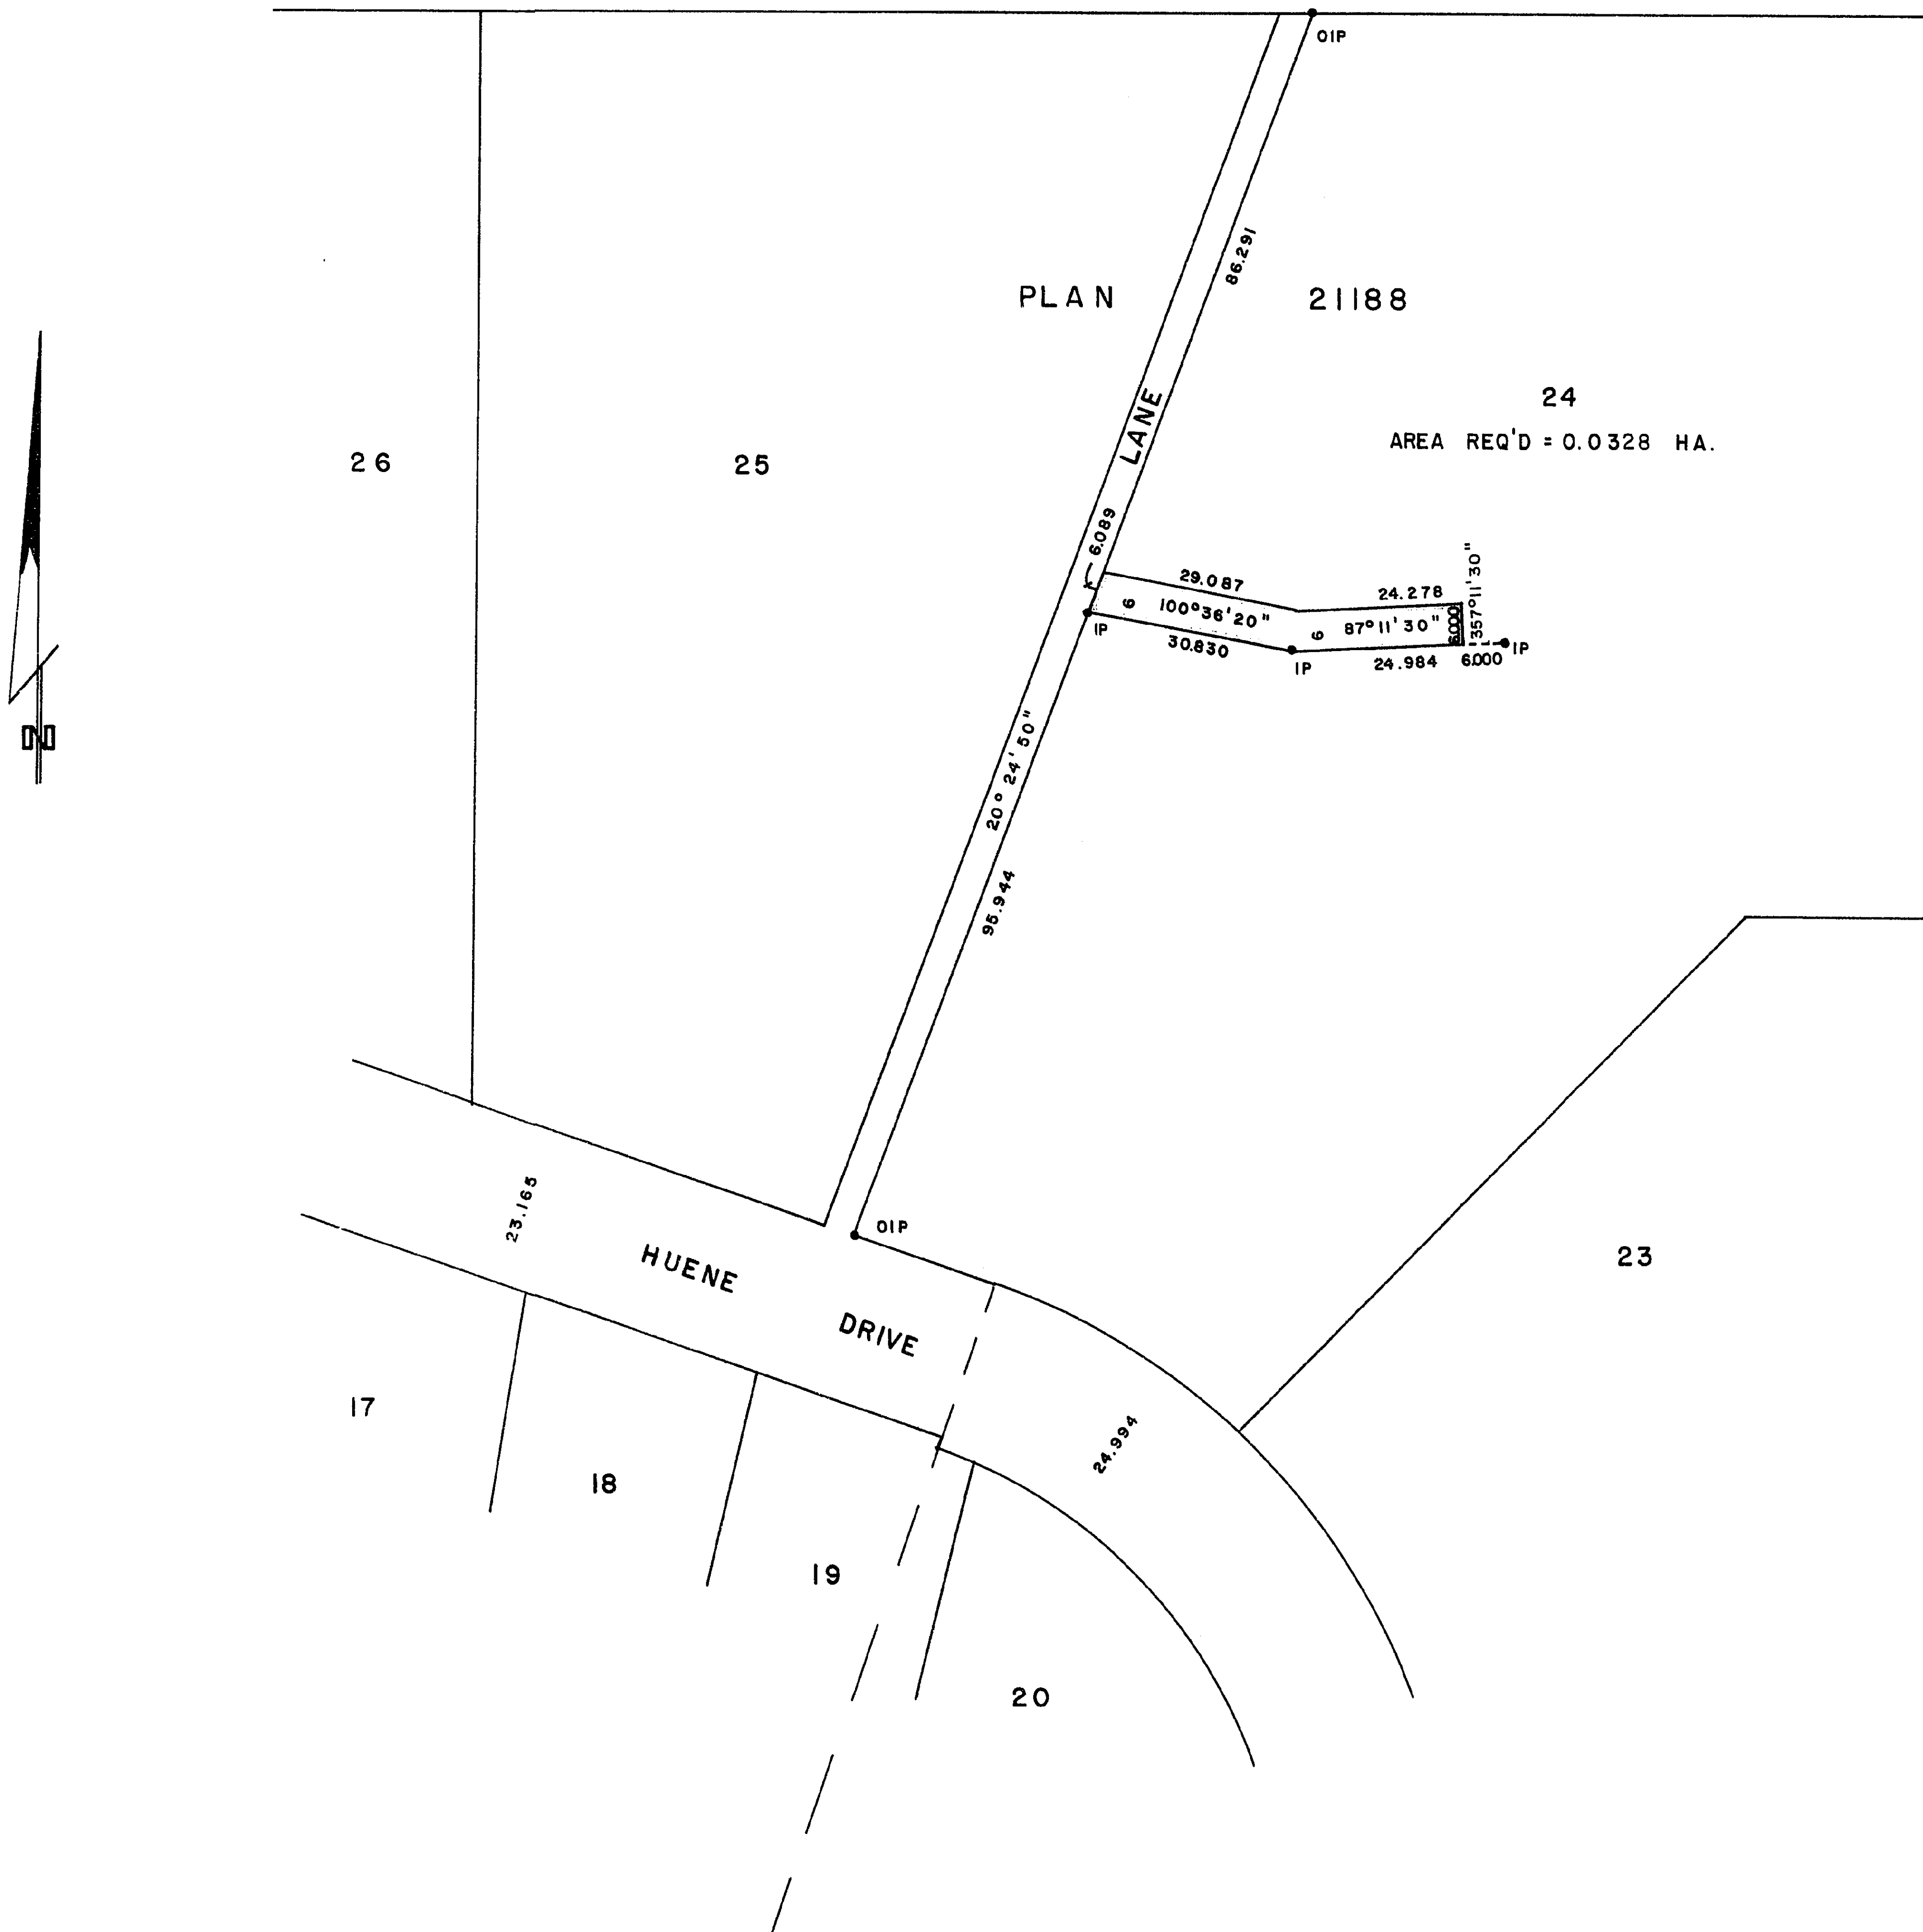 OIP
86.291
PLAN 21188
24
AREA REQ'D = 0.0328 HA.
LANE
26
25
6.089
29.087
24.278
357°11'30"
6 100°36'20"
6 87°11'30"
6.000
IP
30.830
IP
24.984
6.000
IP
20° 24' 50"
N
95.944
23.165
OIP
HUENE
DRIVE
23
17
24.994
18
19
20